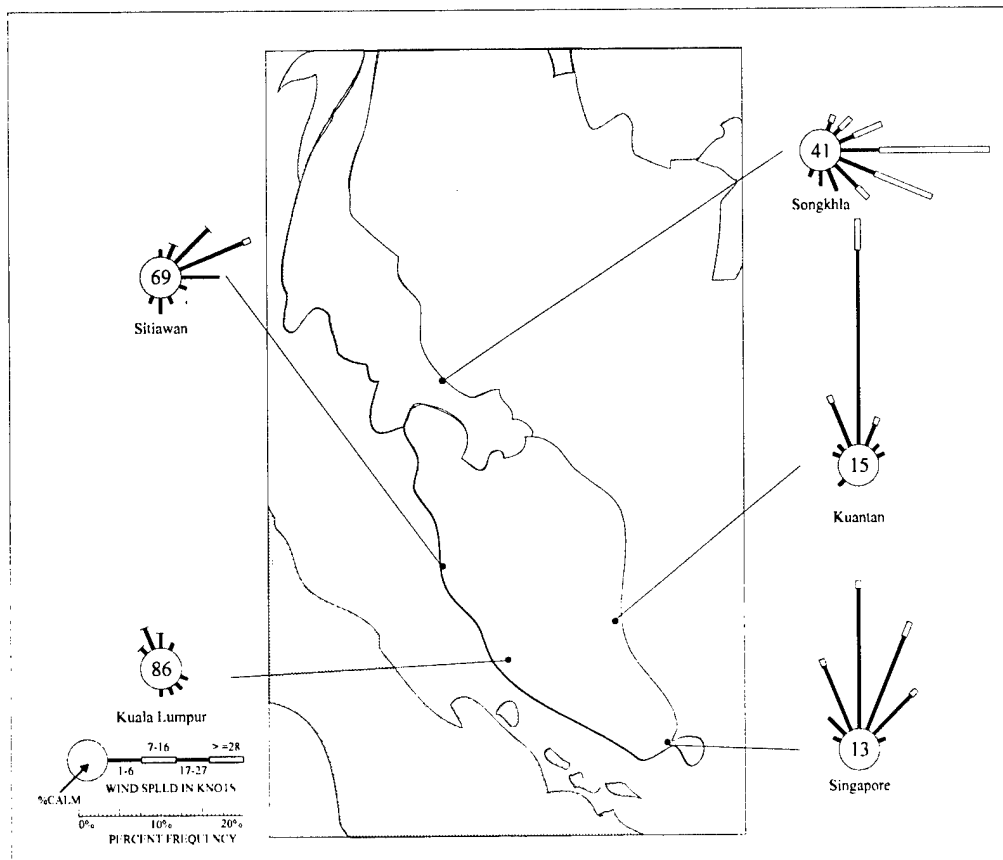 41
Songkhla
69
Sitiawan
15
Kuantan
86
Kuala Lumpur
13
Singapore
7-16 > =28
1-6 17-27
%CALM
WIND SPEED IN KNOTS
0% 10% 20%
PERCENT FREQUENCY